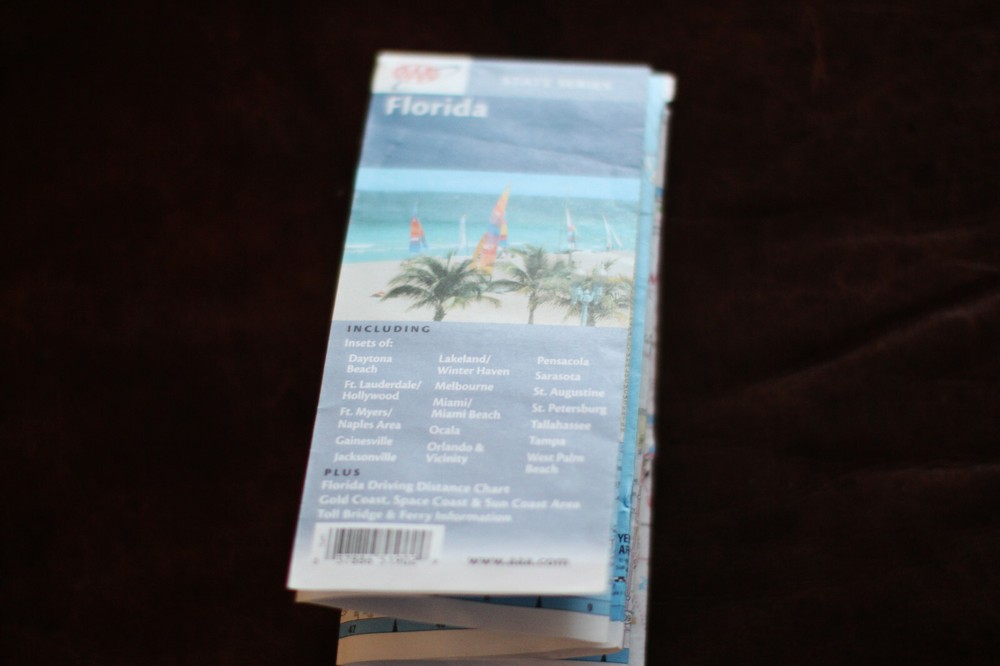 AAA
STATE SERIES
Florida
INCLUDING
Insets of:
Daytona
Beach
Ft. Lauderdale/
Hollywood
Ft. Myers/
Naples Area
Gainesville
Jacksonville
Lakeland/
Winter Haven
Melbourne
Miami/
Miami Beach
Ocala
Orlando &
Vicinity
Pensacola
Sarasota
St. Augustine
St. Petersburg
Tallahassee
Tampa
West Palm
Beach
PLUS
Florida Driving Distance Chart
Gold Coast, Space Coast & Sun Coast Area
Toll Bridge & Ferry Information
www.aaa.com